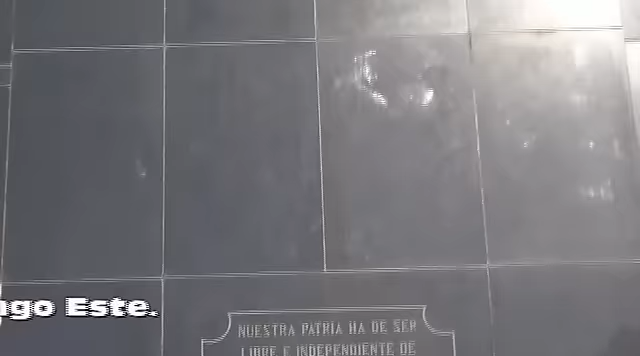 ngo Este.
NUESTRA PATRIA HA DE SER
LIBRE E INDEPENDIENTE DE